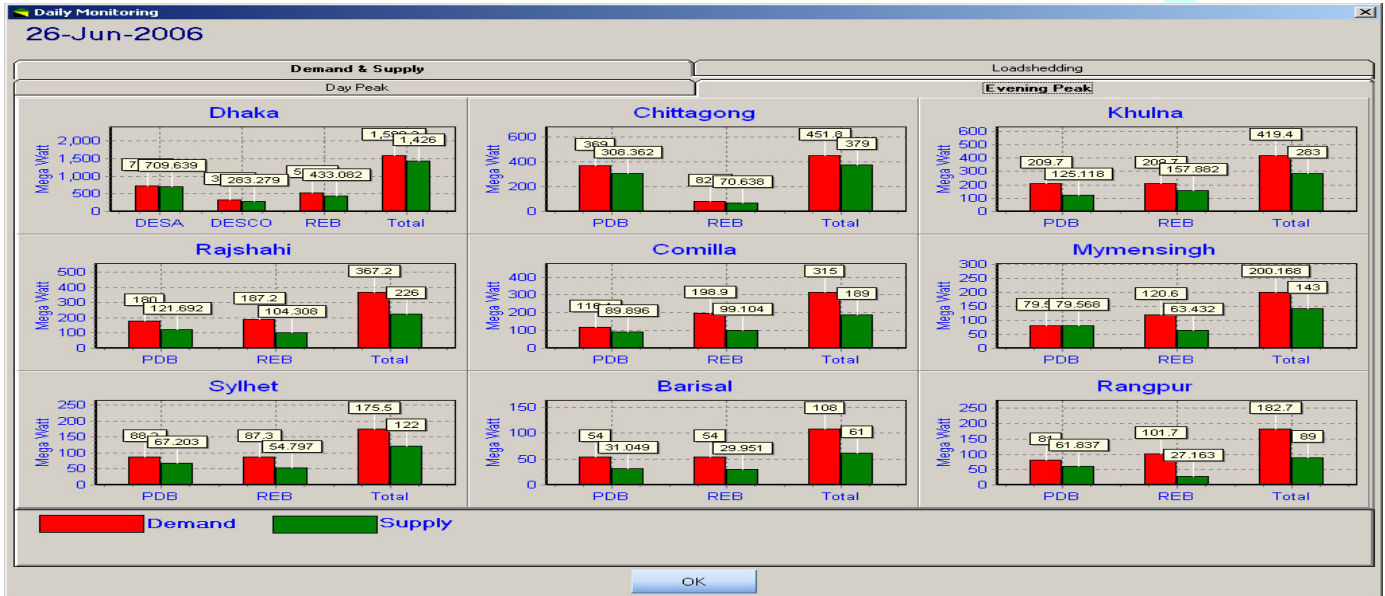 Daily Monitoring
26-Jun-2006
Demand & Supply
Loadshedding
Day Peak
Evening Peak
Dhaka
Mega Watt
2,000
1,500
1,000
500
0
709.639
283.279
433.082
1,426
DESA DESCO REB Total
Chittagong
600
400
200
0
369
308.362
70.638
451.8
379
PDB REB Total
Khulna
Mega Watt
600
500
400
300
200
100
0
209.7
125.118
209.7
157.882
419.4
283
PDB REB Total
Rajshahi
Mega Watt
500
400
300
200
100
0
180
121.692
187.2
104.308
367.2
226
PDB REB Total
Comilla
Mega Watt
400
300
200
100
0
89.896
198.9
99.104
315
189
PDB REB Total
Mymensingh
Mega Watt
300
250
200
150
100
50
0
79.568
120.6
63.432
200.168
143
PDB REB Total
Sylhet
Mega Watt
250
200
150
100
50
0
67.203
87.3
54.797
175.5
122
PDB REB Total
Barisal
Mega Watt
150
100
50
0
54
31.049
54
29.951
108
61
PDB REB Total
Rangpur
Mega Watt
250
200
150
100
50
0
81
61.837
101.7
27.163
182.7
89
PDB REB Total
Demand
Supply
OK